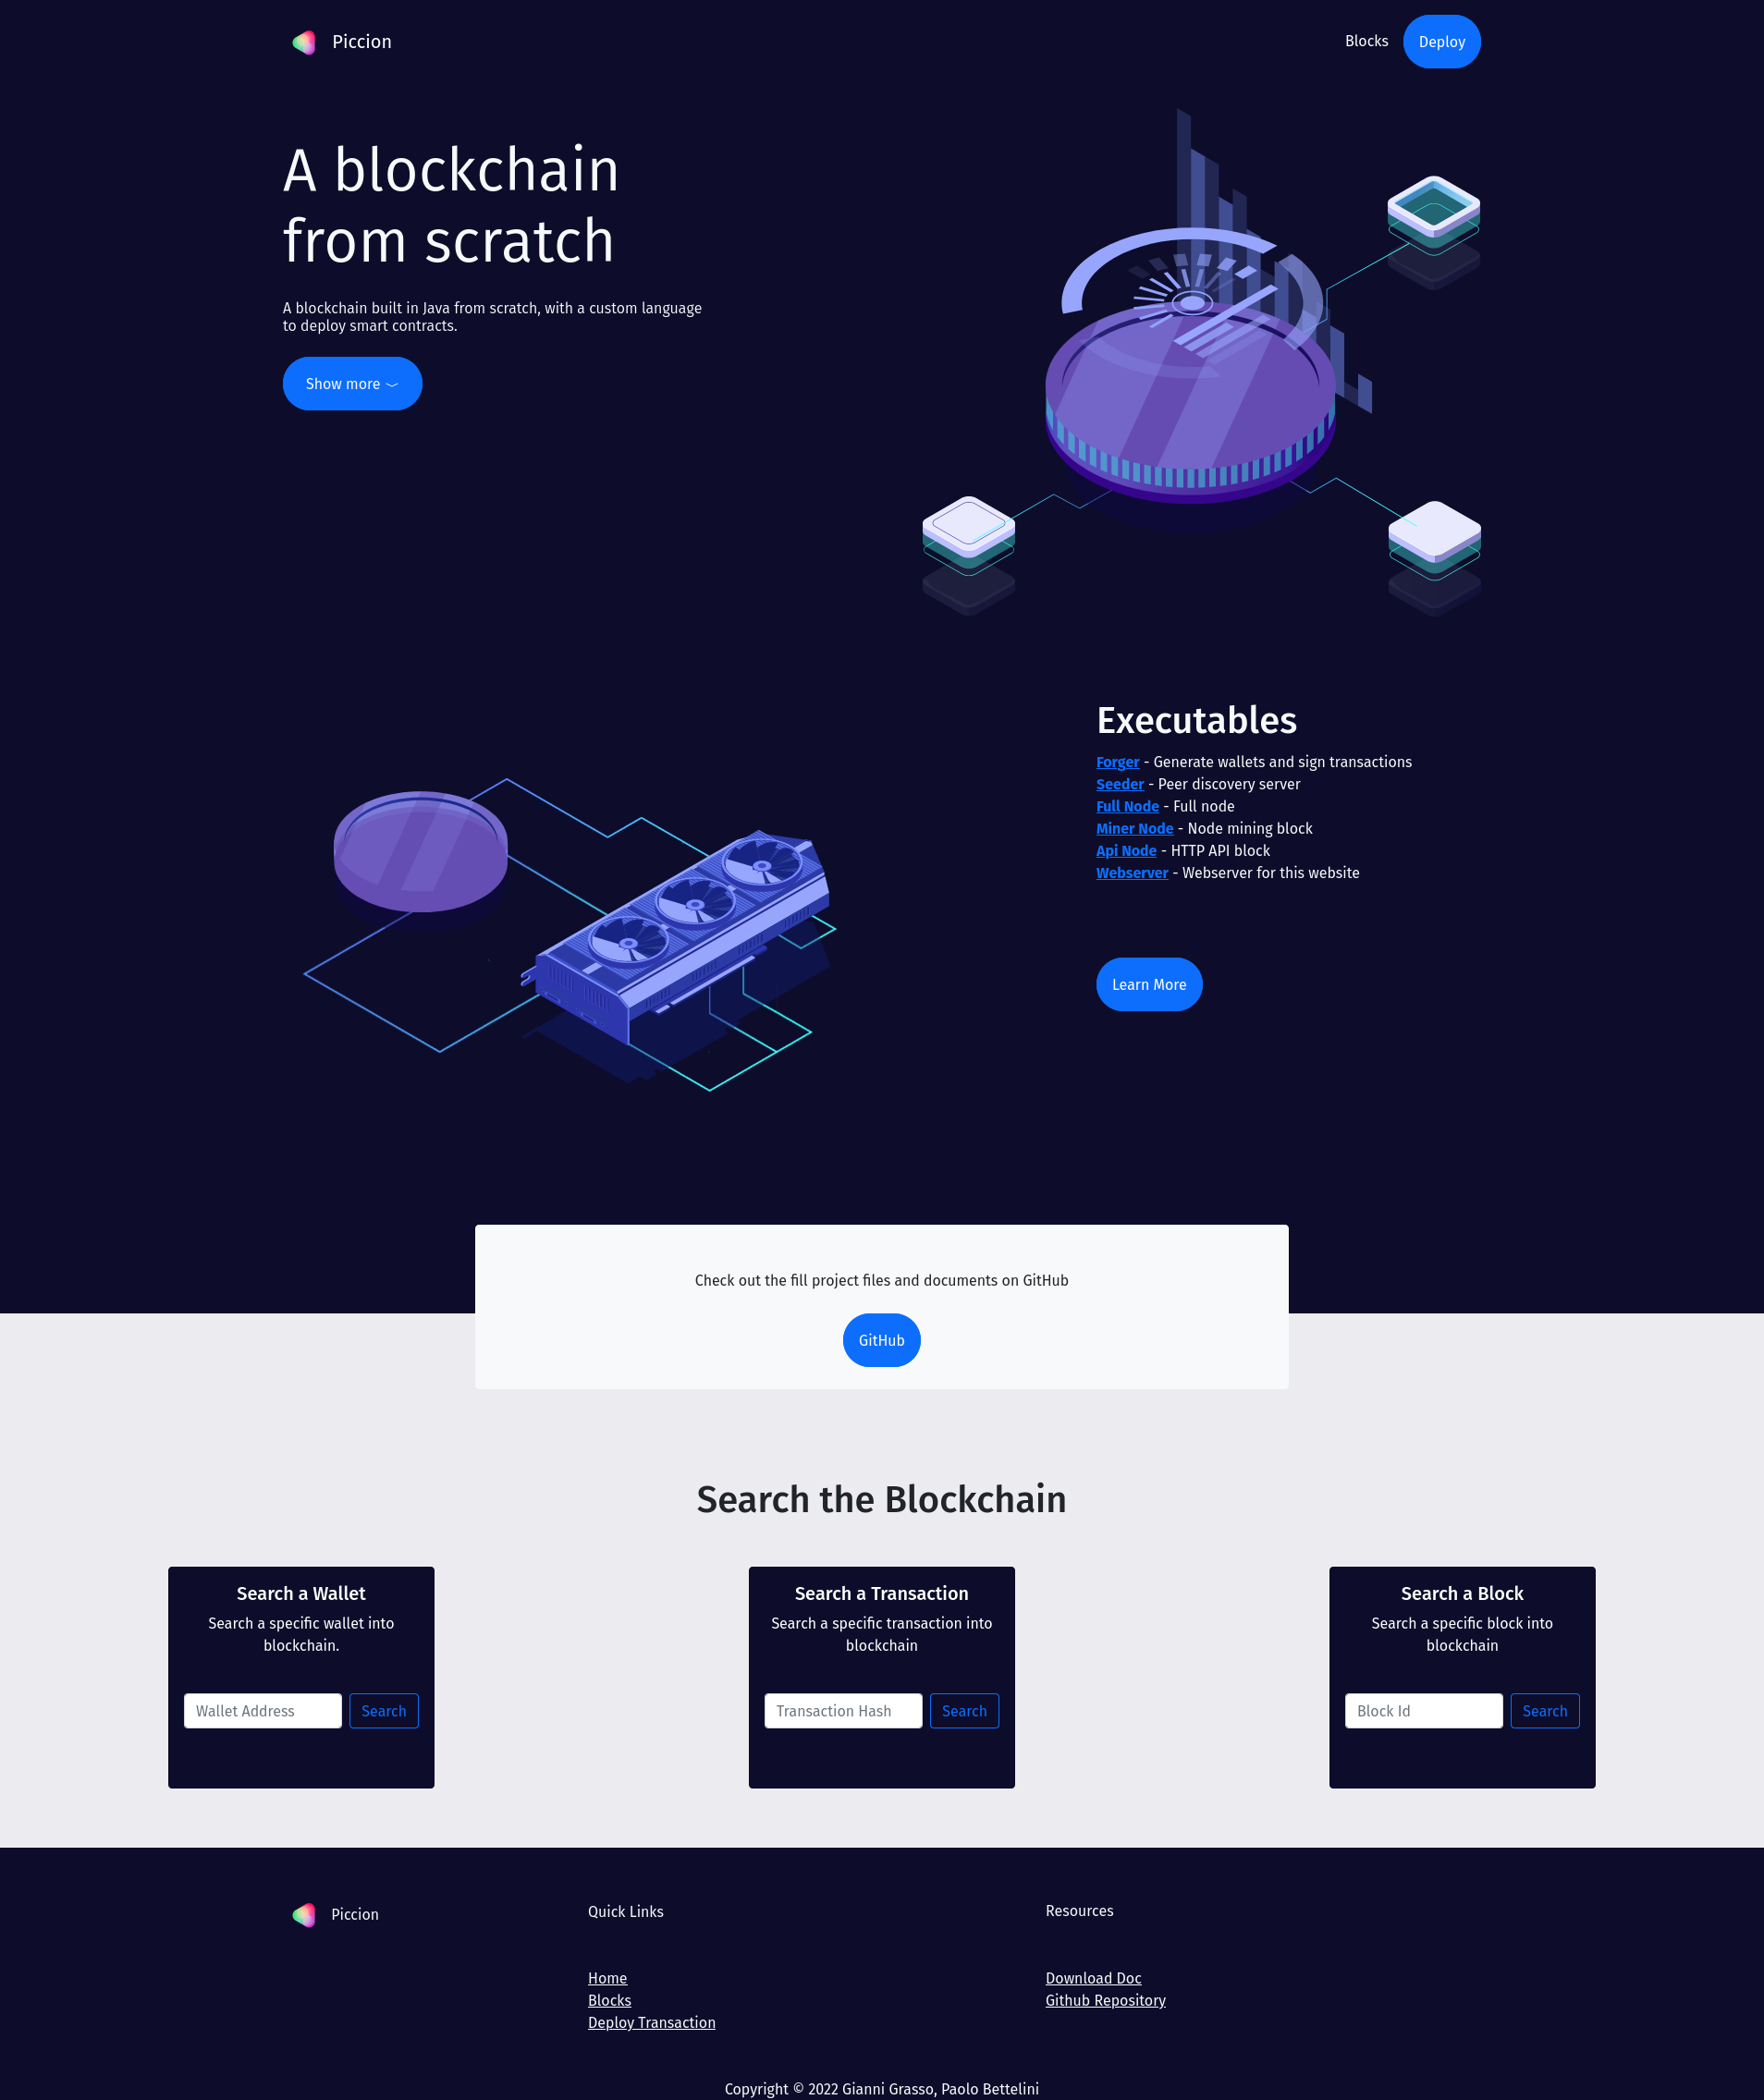 Piccion
Blocks
Deploy
A blockchain
from scratch
A blockchain built in Java from scratch, with a custom language
to deploy smart contracts.
Show more
Executables
Forger - Generate wallets and sign transactions
Seeder - Peer discovery server
Full Node - Full node
Miner Node - Node mining block
Api Node - HTTP API block
Webserver - Webserver for this website
Learn More
Check out the fill project files and documents on GitHub
GitHub
Search the Blockchain
Search a Wallet
Search a specific wallet into
blockchain.
Wallet Address
Search
Search a Transaction
Search a specific transaction into
blockchain
Transaction Hash
Search
Search a Block
Search a specific block into
blockchain
Block Id
Search
Piccion
Quick Links
Home
Blocks
Deploy Transaction
Resources
Download Doc
Github Repository
Copyright © 2022 Gianni Grasso, Paolo Bettelini